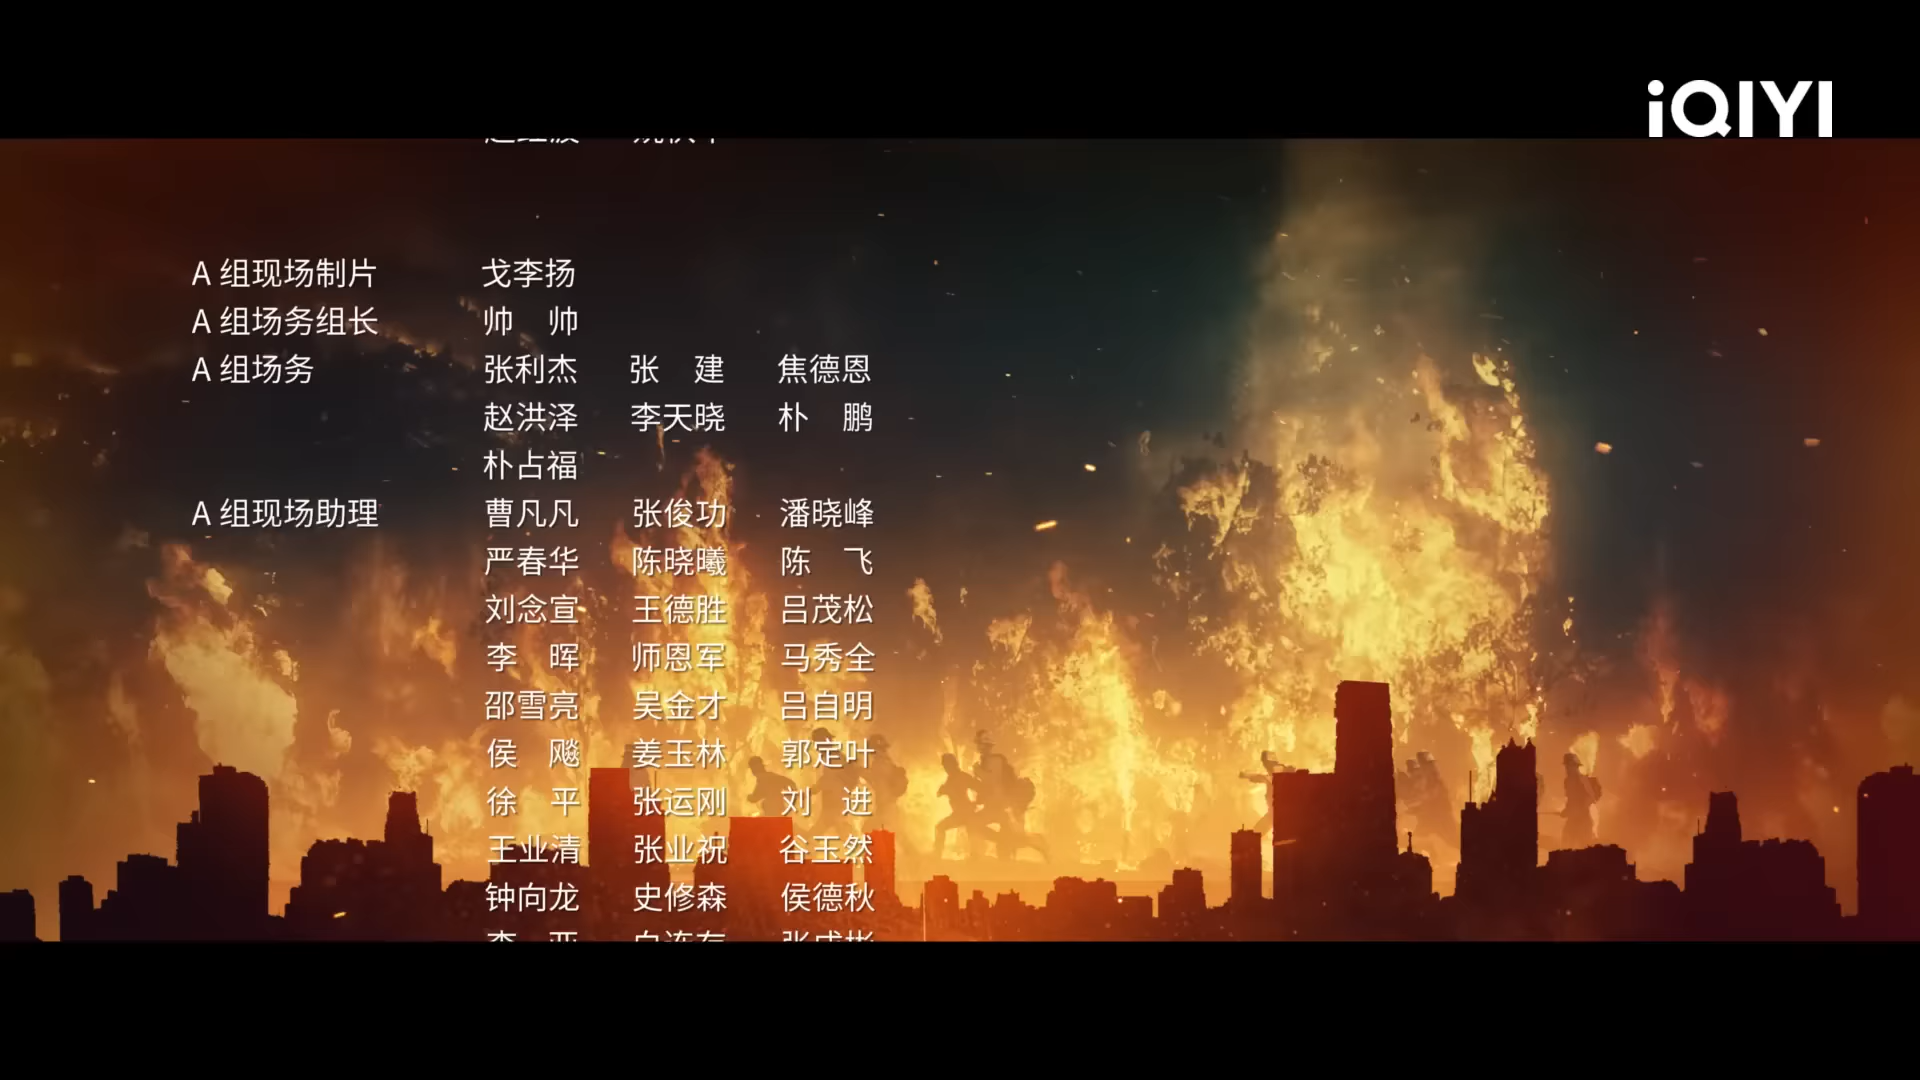 iQIYI
A 组现场制片 戈李扬
A 组场务组长 帅 帅
A 组场务 张利杰 张 建 焦德恩
赵洪泽 李天晓 朴 鹏
朴占福
A 组现场助理 曹凡凡 张俊功 潘晓峰
严春华 陈晓曦 陈 飞
刘念宣 王德胜 吕茂松
李 晖 师恩军 马秀全
邵雪亮 吴金才 吕自明
侯 飚 姜玉林 郭定叶
徐 平 张运刚 刘 进
王业清 张业祝 谷玉然
钟向龙 史修森 侯德秋